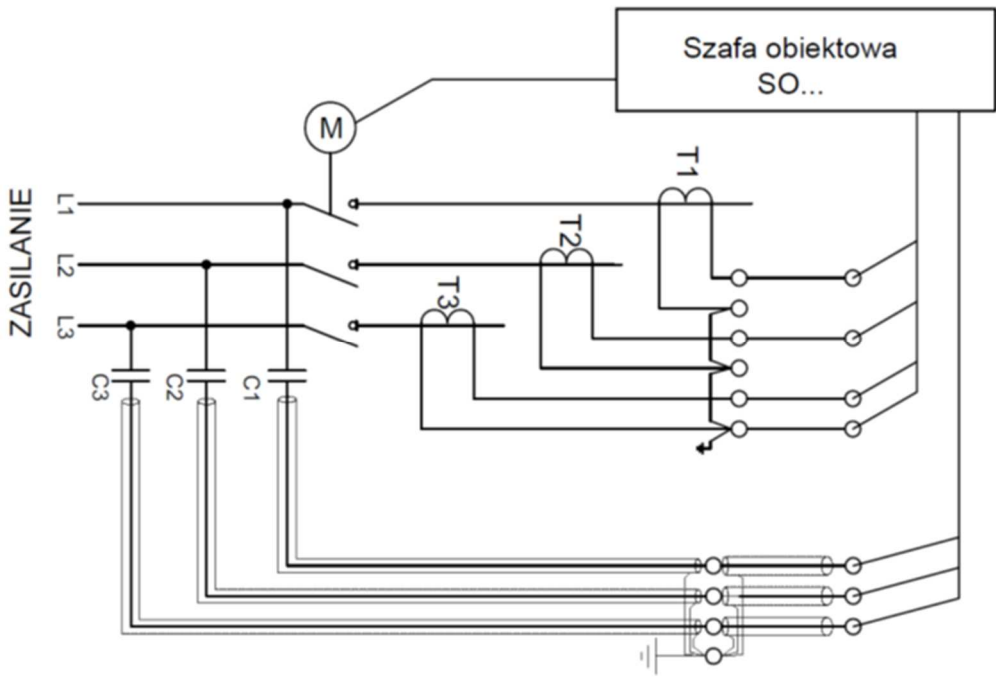 Szafa obiektowa
SO...
M
T1
ZASILANIE
L1
T2
L2
T3
L3
C3
C2
C1